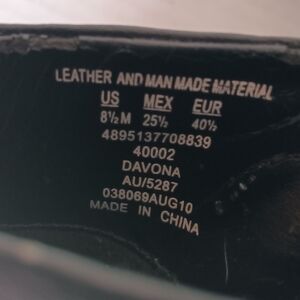 LEATHER AND MAN MADE MATERIAL
US MEX EUR
8½M 25½ 40½
4895137708839
40002
DAVONA
AU/5287
038069AUG10
MADE IN CHINA